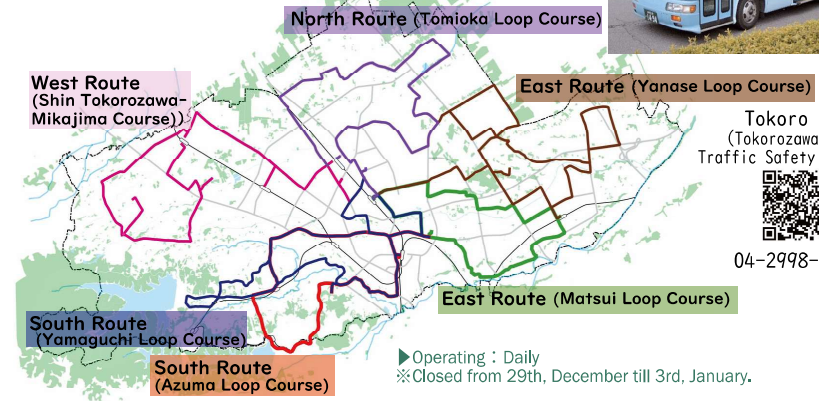 North Route (Tomioka Loop Course)
West Route
(Shin Tokorozawa-
Mikajima Course))
East Route (Yanase Loop Course)
Tokoro
(Tokorozawa
Traffic Safety
04-2998-
East Route (Matsui Loop Course)
South Route
(Yamaguchi Loop Course)
South Route
(Azuma Loop Course)
▶Operating：Daily
※Closed from 29th, December till 3rd, January.